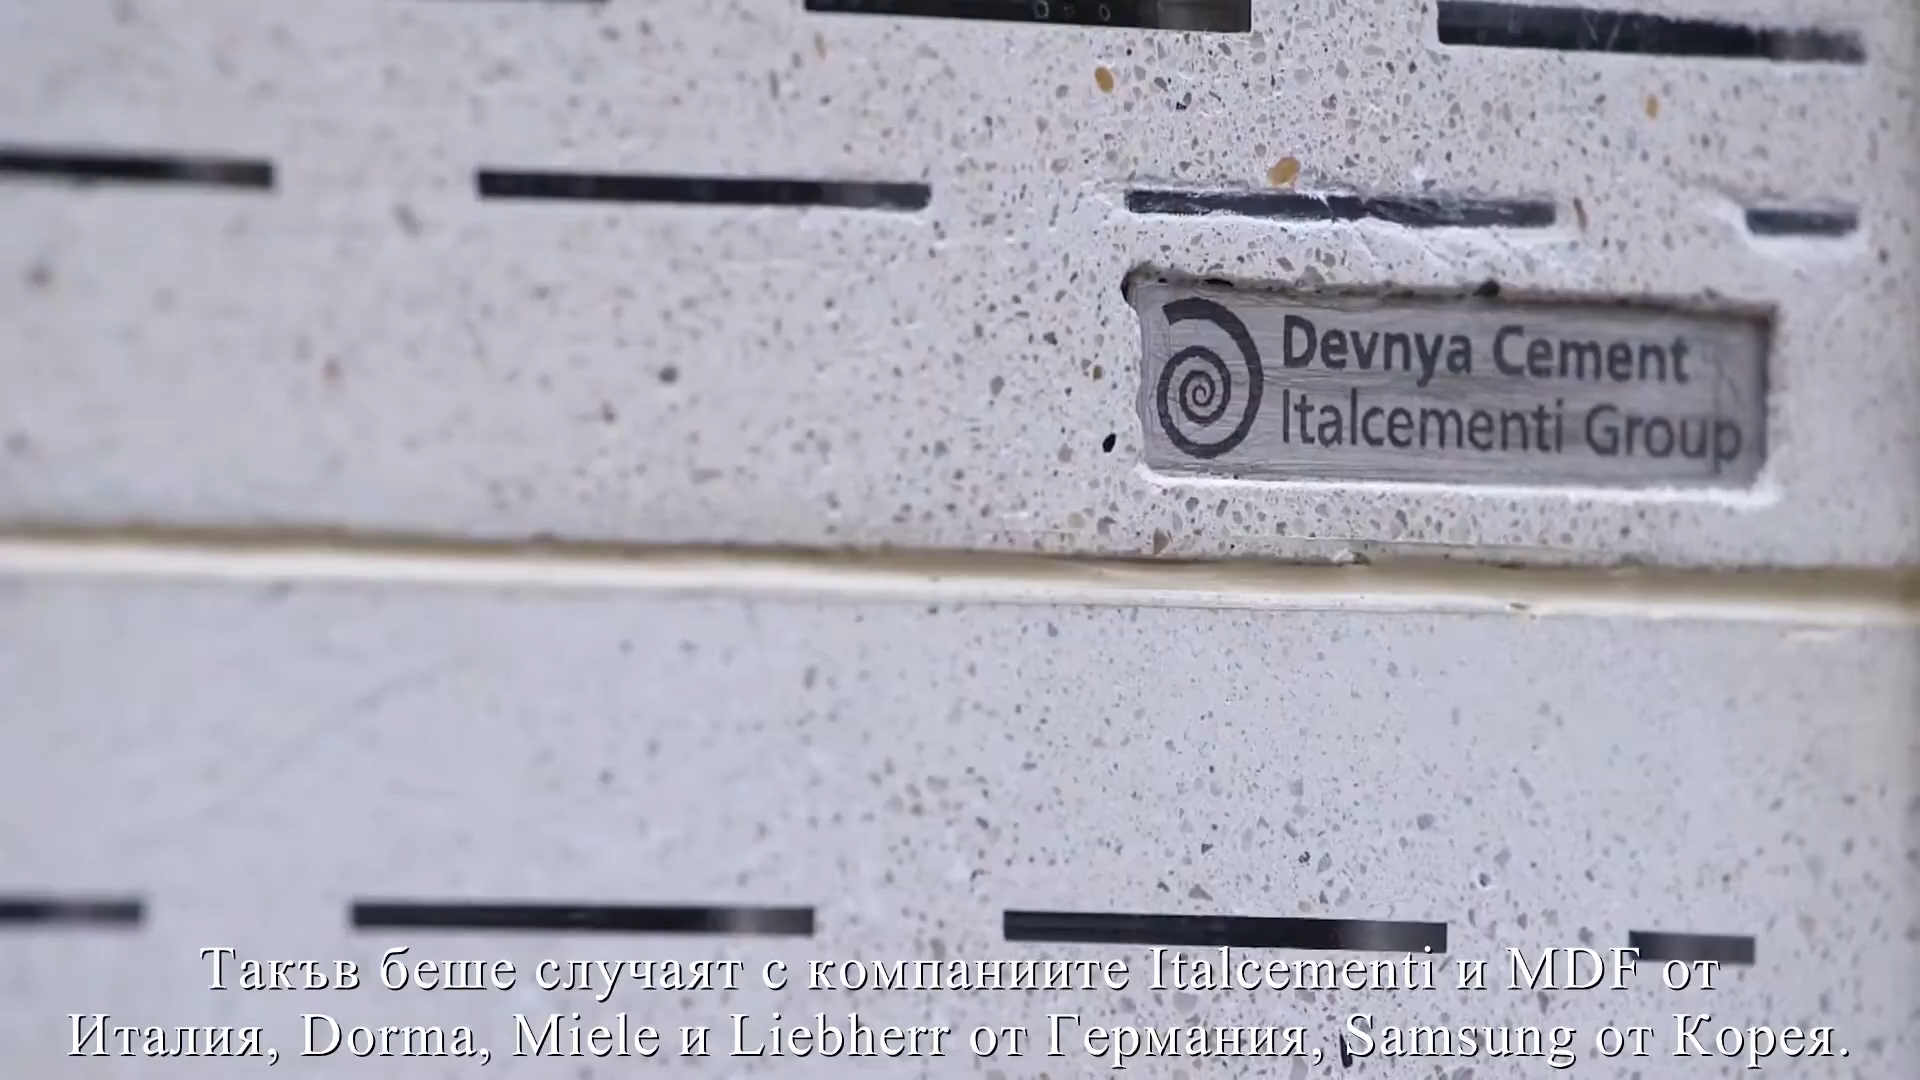 Devnya Cement
Italcementi Group
Такъв беше случаят с компаниите Italcementi и MDF от
Италия, Dorma, Miele и Liebherr от Германия, Samsung от Корея.